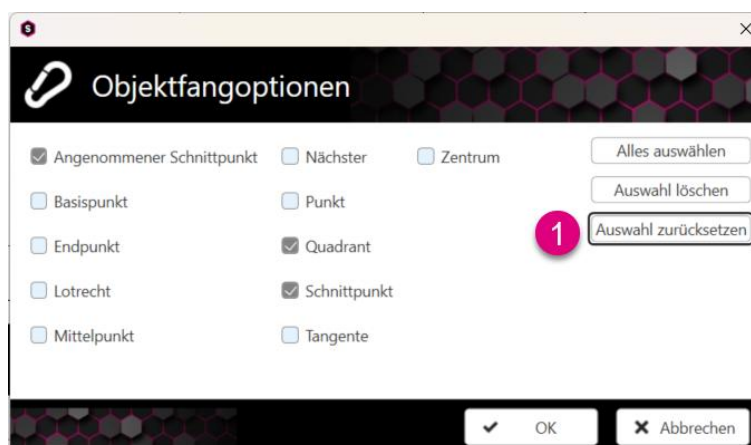 S
Objektfangoptionen
Angenommener Schnittpunkt
Basispunkt
Endpunkt
Lotrecht
Mittelpunkt
Nächster
Punkt
Quadrant
Schnittpunkt
Tangente
Zentrum
Alles auswählen
Auswahl löschen
1
Auswahl zurücksetzen
OK
Abbrechen